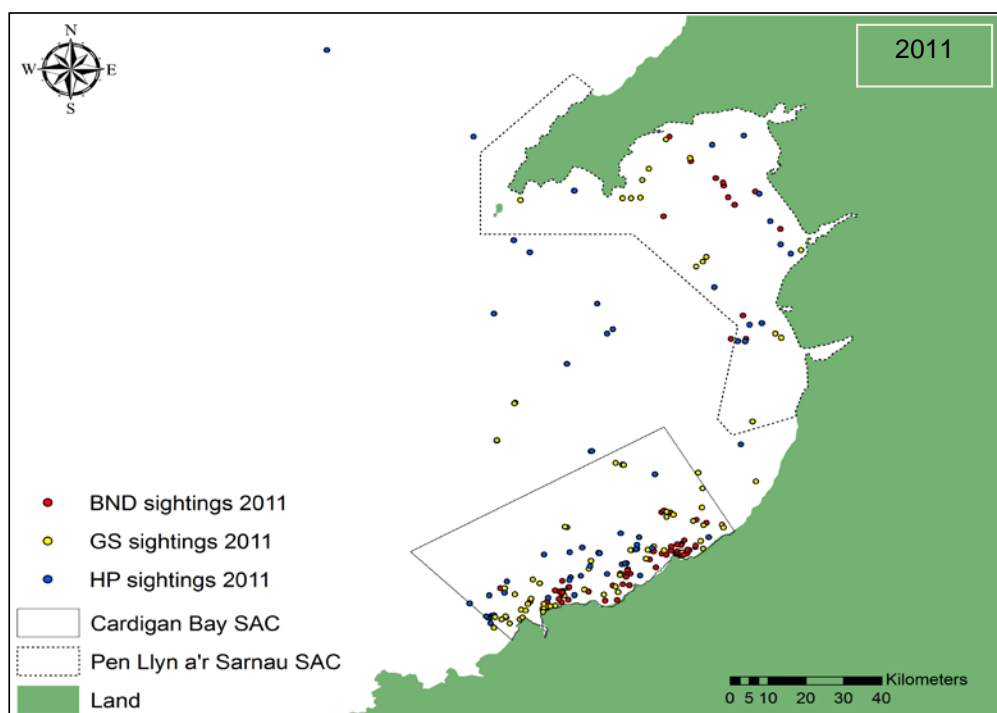 2011
N
W E
S
BND sightings 2011
GS sightings 2011
HP sightings 2011
Cardigan Bay SAC
Pen Llyn a'r Sarnau SAC
Land
Kilometers
0 5 10 20 30 40